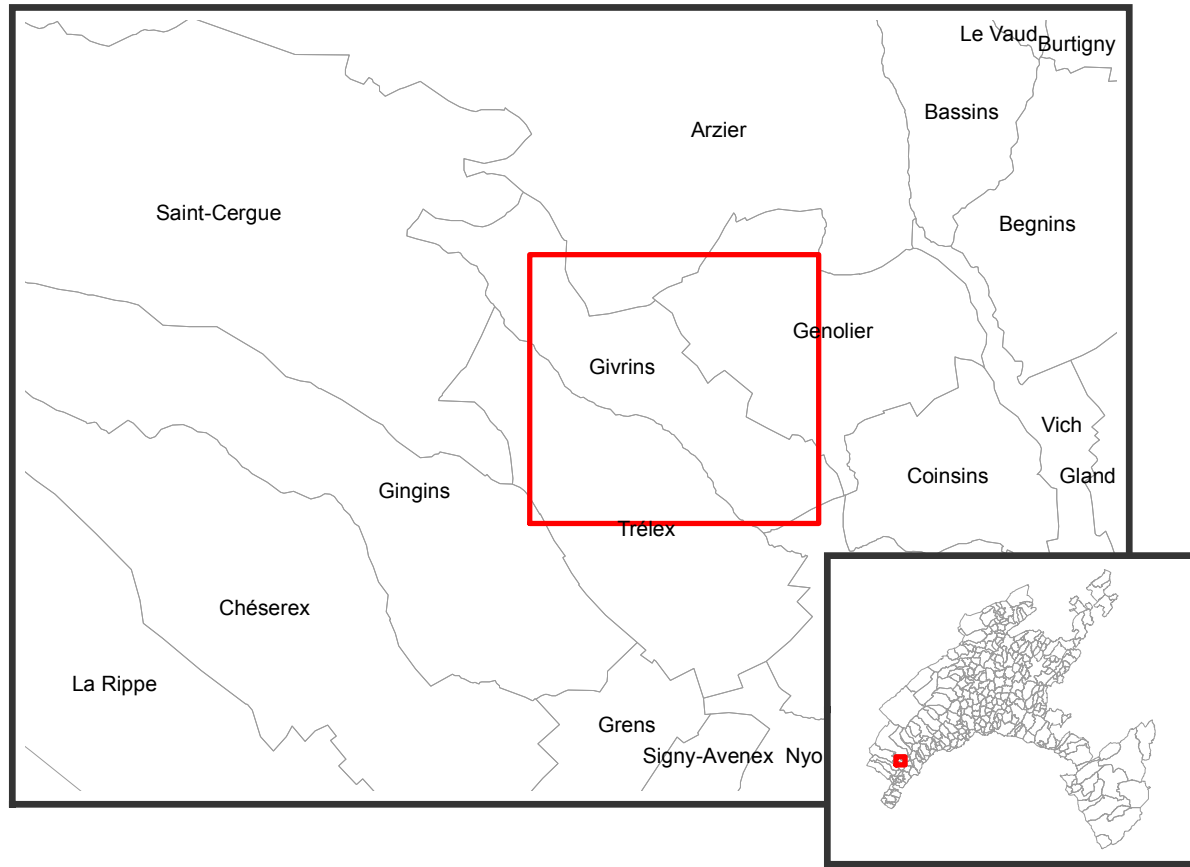 Le Vaud
Burtigny
Bassins
Arzier
Saint-Cergue
Begnins
Genolier
Givrins
Vich
Gland
Coinsins
Gingins
Trélex
Chéserex
La Rippe
Grens
Signy-Avenex
Nyo